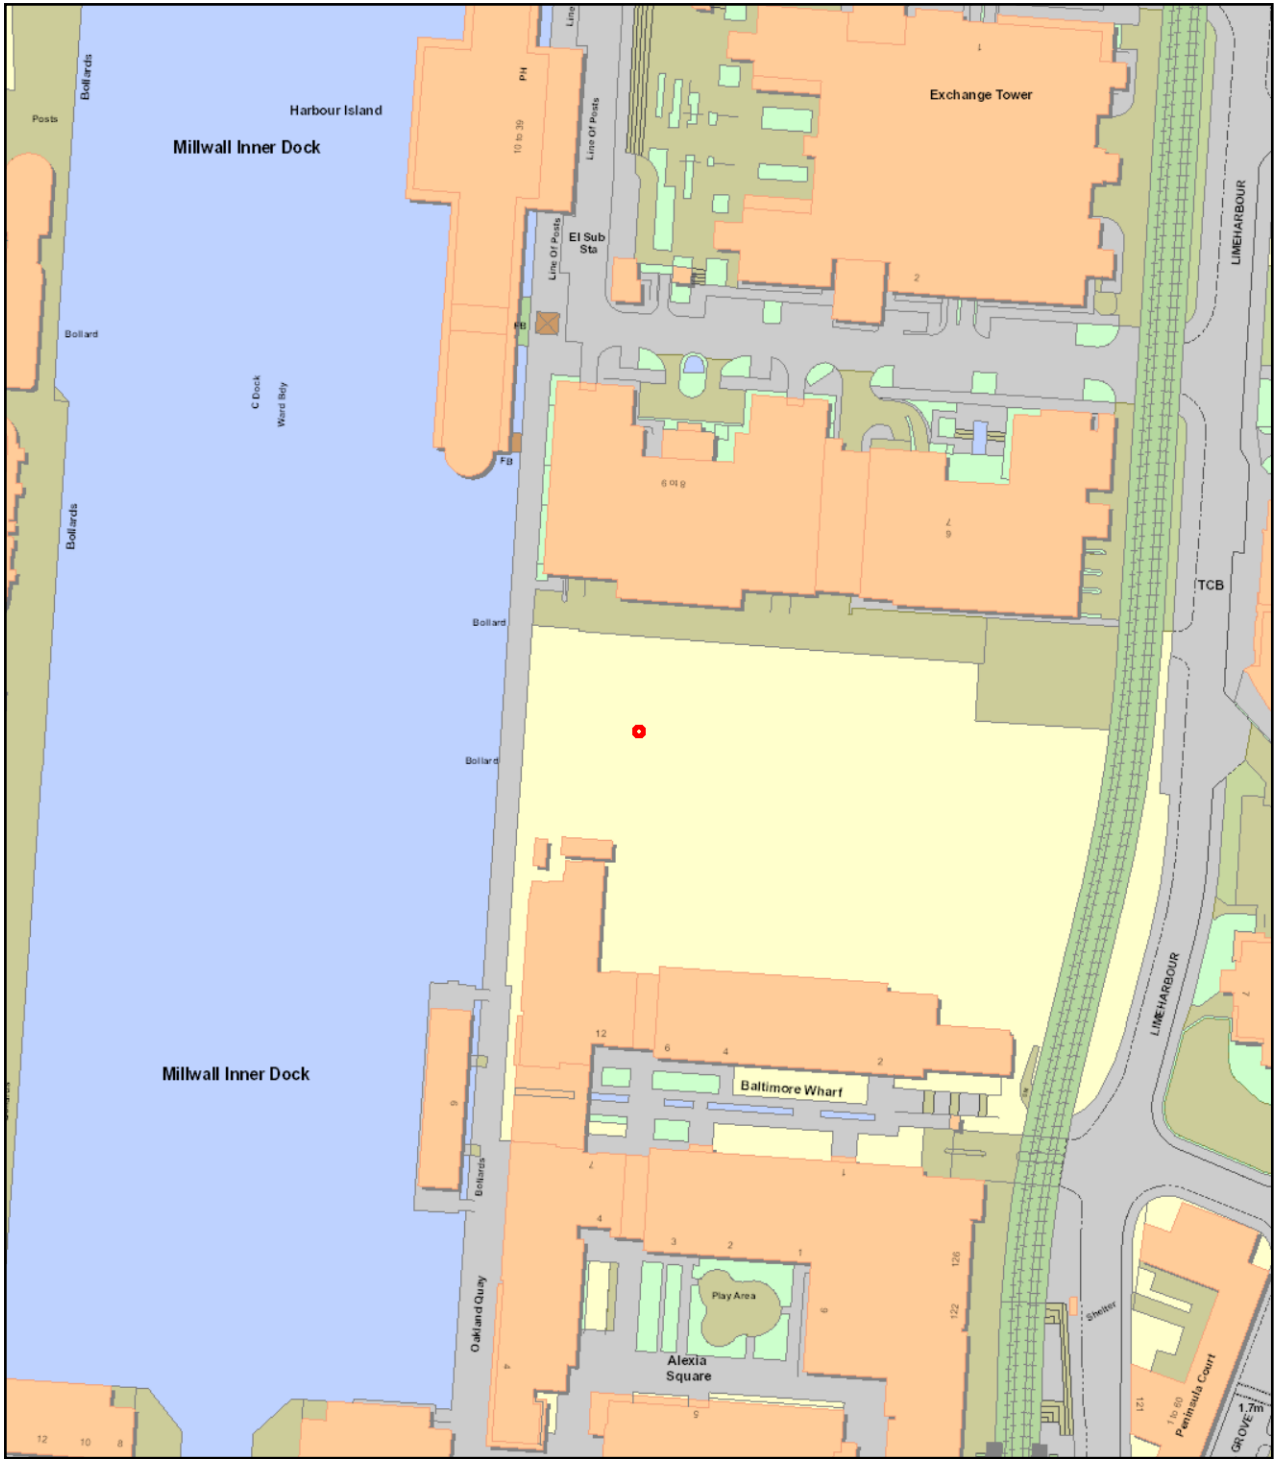 Line
Bollards
PH
1
Exchange Tower
Posts
Harbour Island
10 to 39
Line Of Posts
Millwall Inner Dock
LIMEHARBOUR
El Sub
Sta
Line Of Posts
2
FB
Bollard
C Dock
Ward Bdy
FB
8 to 9
7
6
Bollards
TCB
Bollard
Bollard
LIMEHARBOUR
7
12
6
4
2
Millwall Inner Dock
Baltimore Wharf
9
Bollards
7
1
4
3
2
1
126
122
9
Play Area
Shelter
Oakland Quay
Alexia
Square
4
5
121
1 to 60
Peninsula Court
1.7m
GROVE
12
10
8